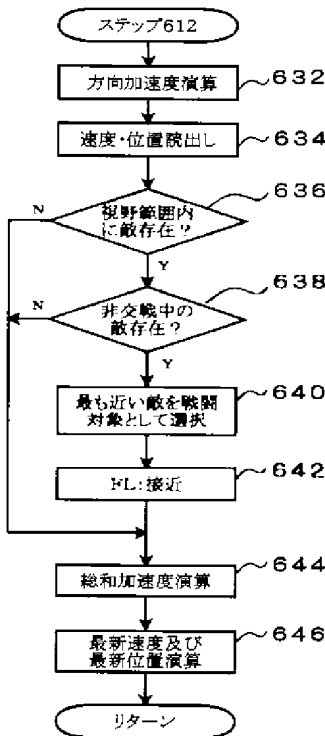 ステップ612
方向加速度演算
632
速度・位置読出し
634
636
N
視野範囲内
に敵存在？
Y
638
N
非交戦中の
敵存在？
Y
640
最も近い敵を戦闘
対象として選択
642
FL:接近
644
総和加速度演算
646
最新速度及び
最新位置演算
リターン